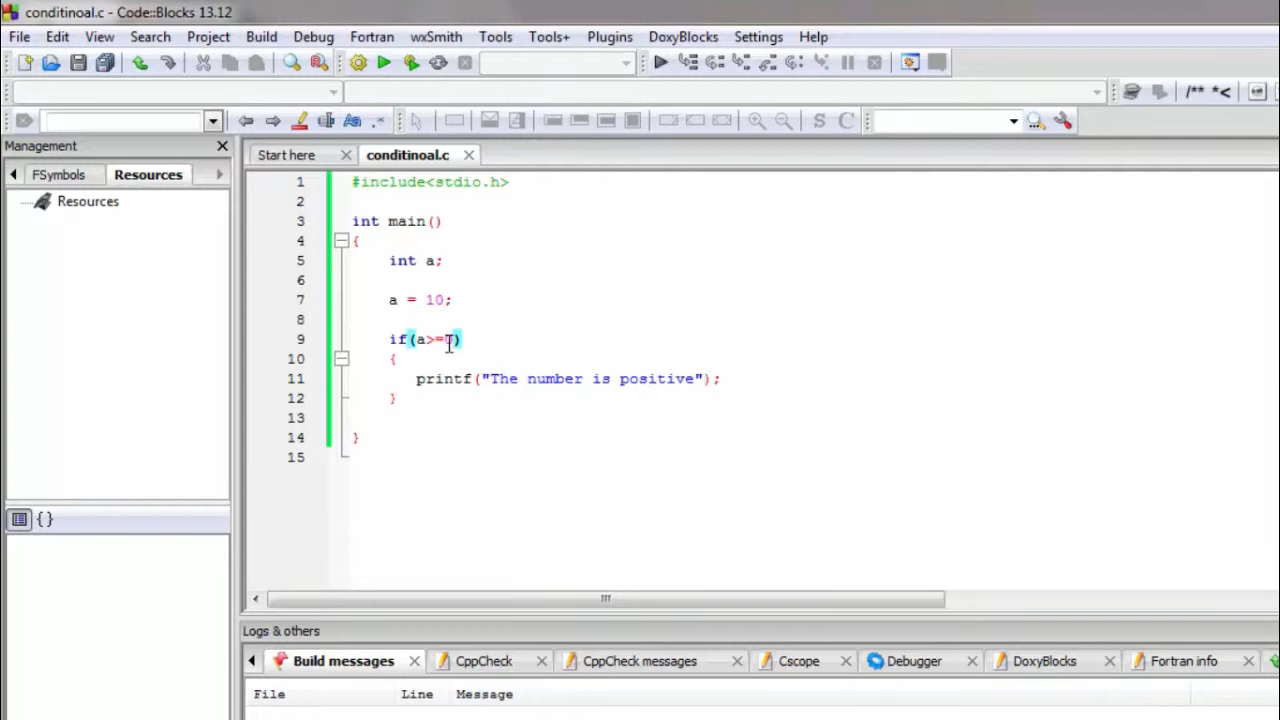 conditinoal.c - Code::Blocks 13.12
File Edit View Search Project Build Debug Fortran wxSmith Tools Tools+ Plugins DoxyBlocks Settings Help
/** *<
S C
Management
Start here conditinoal.c
FSymbols Resources
Resources
1 #include<stdio.h>
2
3 int main()
4 {
5 int a;
6
7 a = 10;
8
9 if(a>=0)
10 {
11 printf("The number is positive");
12 }
13
14 }
15
{}
Logs & others
Build messages CppCheck CppCheck messages Cscope Debugger DoxyBlocks Fortran info
File Line Message